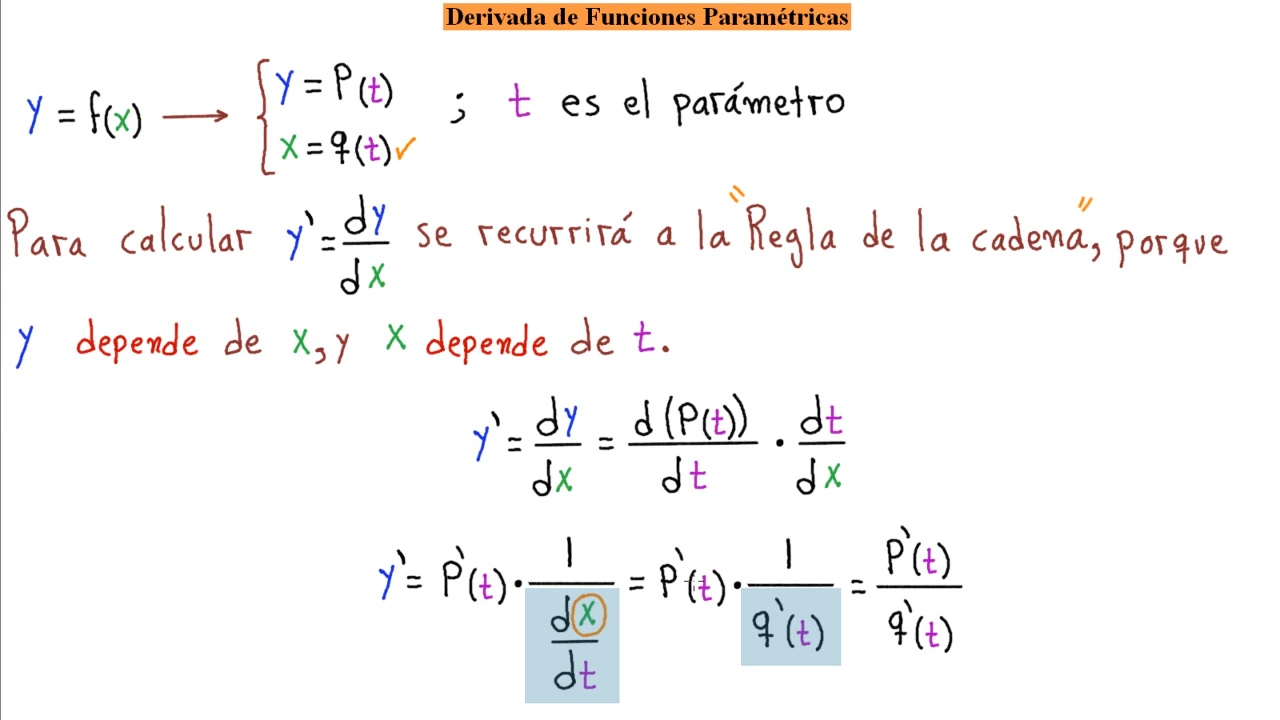 Derivada de Funciones Paramétricas
y = f(x) → { y = P(t) ; t es el parámetro
x = q(t) ✓
Para calcular y' = dy/dx se recurrirá a la "Regla de la cadena", porque
y depende de x, y x depende de t.
y' = dy/dx = d(P(t))/dt · dt/dx
y' = P'(t) · 1/(dx/dt) = P'(t) · 1/q'(t) = P'(t)/q'(t)